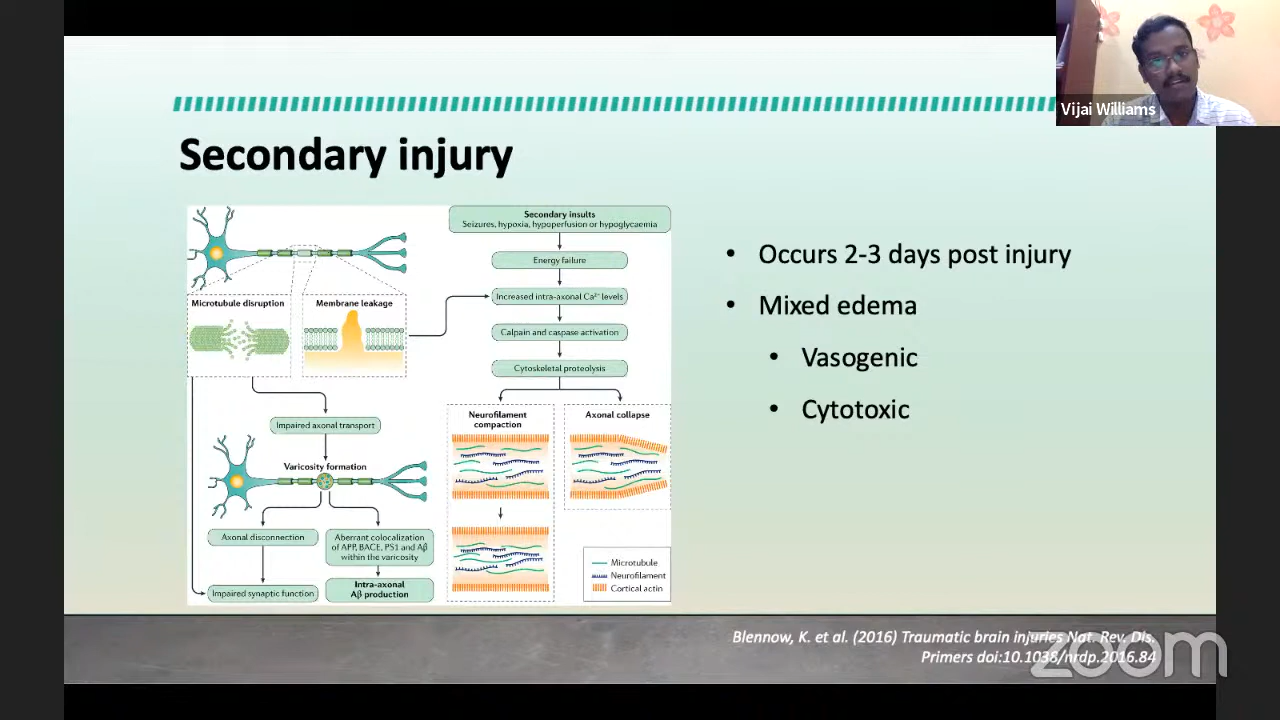 Vijai Williams
Secondary injury
Secondary insults
Seizures, hypoxia, hypoperfusion or hypoglycaemia
Energy failure
Increased intra-axonal Ca²⁺ levels
Calpain and caspase activation
Cytoskeletal proteolysis
Microtubule disruption
Membrane leakage
Impaired axonal transport
Varicosity formation
Axonal disconnection
Aberrant colocalization
of APP, BACE, PS1 and Aβ
within the varicosity
Impaired synaptic function
Intra-axonal
Aβ production
Neurofilament
compaction
Axonal collapse
Microtubule
Neurofilament
Cortical actin
• Occurs 2-3 days post injury
• Mixed edema
• Vasogenic
• Cytotoxic
Blennow, K. et al. (2016) Traumatic brain injuries Nat. Rev. Dis.
Primers doi:10.1038/nrdp.2016.84
zoom